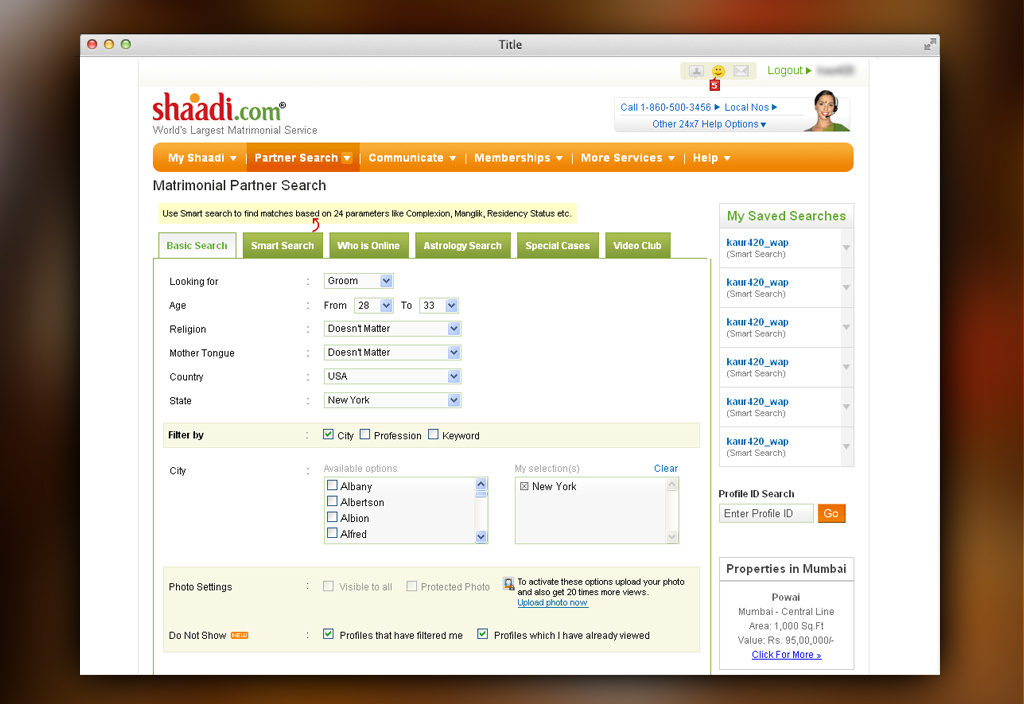 Title
Logout
5
shaadi.com®
World's Largest Matrimonial Service
Call 1-860-500-3456 Local Nos
Other 24x7 Help Options
My Shaadi | Partner Search | Communicate | Memberships | More Services | Help
Matrimonial Partner Search
Use Smart search to find matches based on 24 parameters like Complexion, Manglik, Residency Status etc.
Basic Search Smart Search Who is Online Astrology Search Special Cases Video Club
Looking for : Groom
Age : From 28 To 33
Religion : Doesn't Matter
Mother Tongue : Doesn't Matter
Country : USA
State : New York
Filter by : City Profession Keyword
City : Available options My selection(s) Clear
Albany
Albertson
Albion
Alfred
New York
Photo Settings : Visible to all Protected Photo
To activate these options upload your photo
and also get 20 times more views.
Upload photo now
Do Not Show NEW : Profiles that have filtered me Profiles which I have already viewed
My Saved Searches
kaur420_wap
(Smart Search)
kaur420_wap
(Smart Search)
kaur420_wap
(Smart Search)
kaur420_wap
(Smart Search)
kaur420_wap
(Smart Search)
kaur420_wap
(Smart Search)
Profile ID Search
Enter Profile ID Go
Properties in Mumbai
Powai
Mumbai - Central Line
Area: 1,000 Sq.Ft
Value: Rs. 95,00,000/-
Click For More »